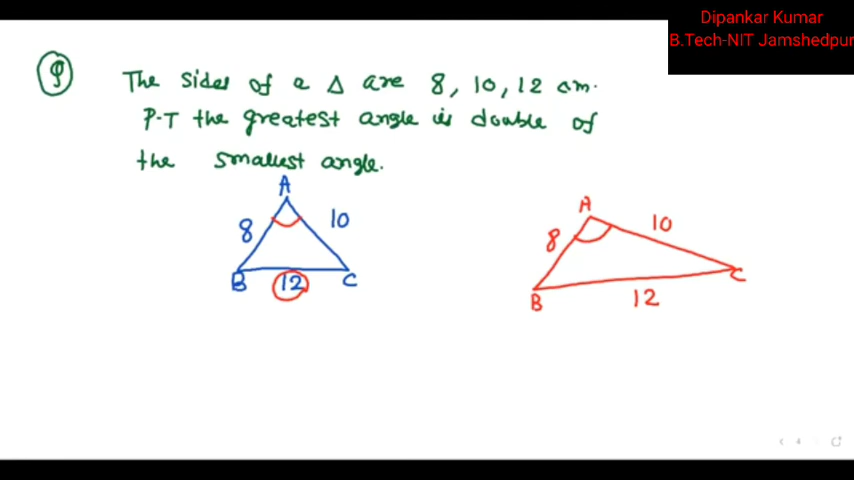 Dipankar Kumar
B.Tech-NIT Jamshedpur
Q The sides of a Δ are 8, 10, 12 cm.
P.T the greatest angle is double of
the smallest angle.
A
8 10
B 12 C
A
8 10
B 12 C
4